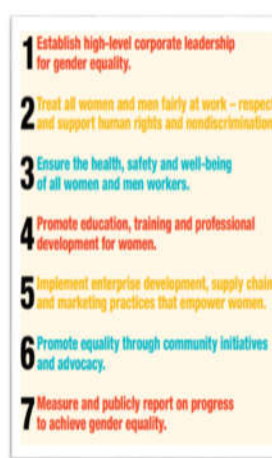 1 Establish high-level corporate leadership
for gender equality.
2 Treat all women and men fairly at work – respect
and support human rights and nondiscrimination
3 Ensure the health, safety and well-being
of all women and men workers.
4 Promote education, training and professional
development for women.
5 Implement enterprise development, supply chain
and marketing practices that empower women.
6 Promote equality through community initiatives
and advocacy.
7 Measure and publicly report on progress
to achieve gender equality.